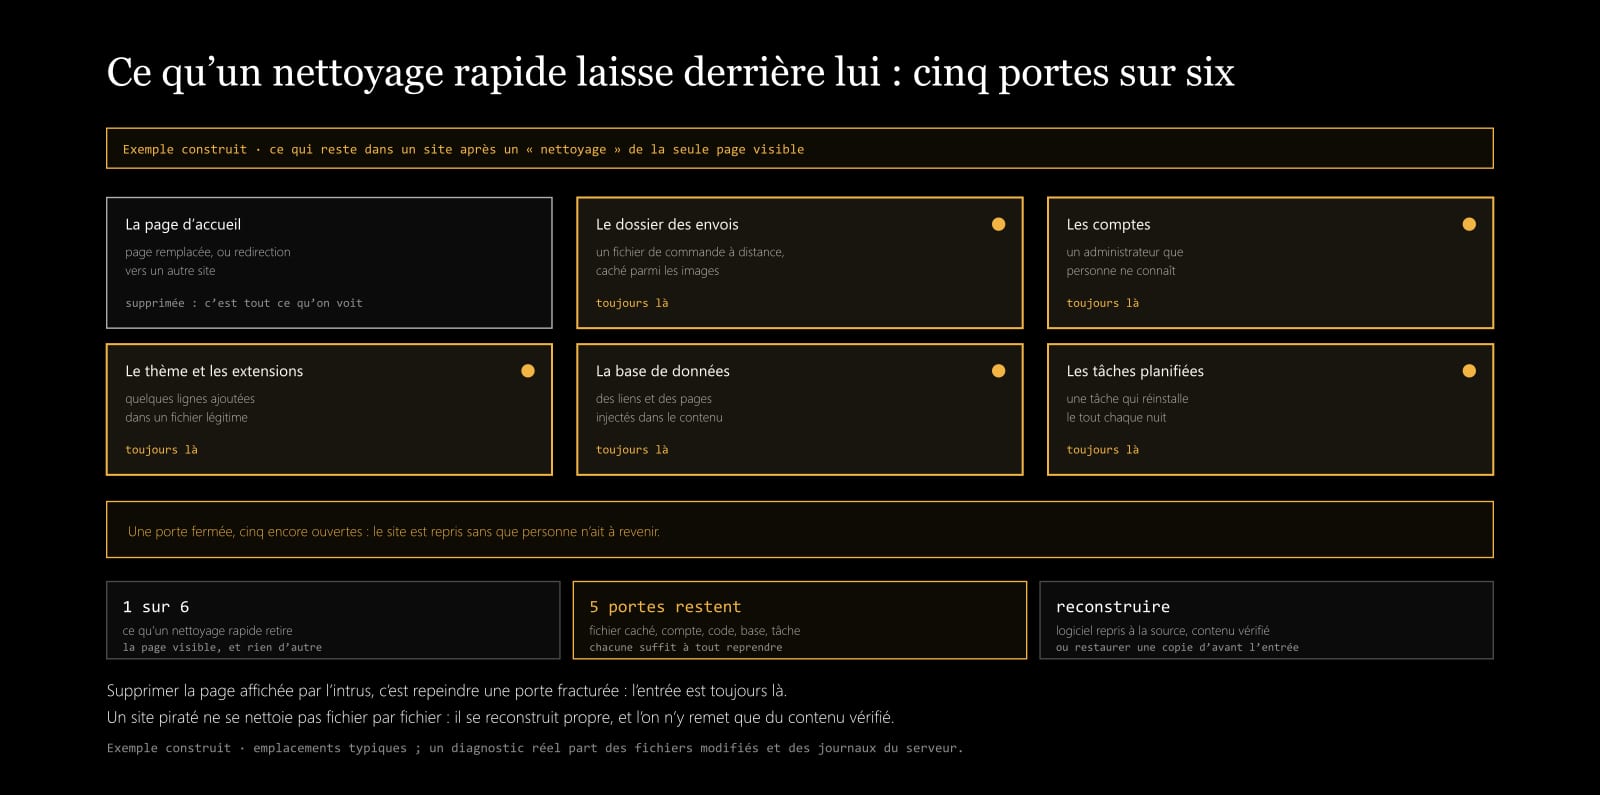 Ce qu’un nettoyage rapide laisse derrière lui : cinq portes sur six
Exemple construit · ce qui reste dans un site après un « nettoyage » de la seule page visible
La page d’accueil
page remplacée, ou redirection
vers un autre site
supprimée : c’est tout ce qu’on voit
Le dossier des envois
un fichier de commande à distance,
caché parmi les images
toujours là
Les comptes
un administrateur que
personne ne connaît
toujours là
Le thème et les extensions
quelques lignes ajoutées
dans un fichier légitime
toujours là
La base de données
des liens et des pages
injectés dans le contenu
toujours là
Les tâches planifiées
une tâche qui réinstalle
le tout chaque nuit
toujours là
Une porte fermée, cinq encore ouvertes : le site est repris sans que personne n’ait à revenir.
1 sur 6
ce qu’un nettoyage rapide retire
la page visible, et rien d’autre
5 portes restent
fichier caché, compte, code, base, tâche
chacune suffit à tout reprendre
reconstruire
logiciel repris à la source, contenu vérifié
ou restaurer une copie d’avant l’entrée
Supprimer la page affichée par l’intrus, c’est repeindre une porte fracturée : l’entrée est toujours là.
Un site piraté ne se nettoie pas fichier par fichier : il se reconstruit propre, et l’on n’y remet que du contenu vérifié.
Exemple construit · emplacements typiques ; un diagnostic réel part des fichiers modifiés et des journaux du serveur.